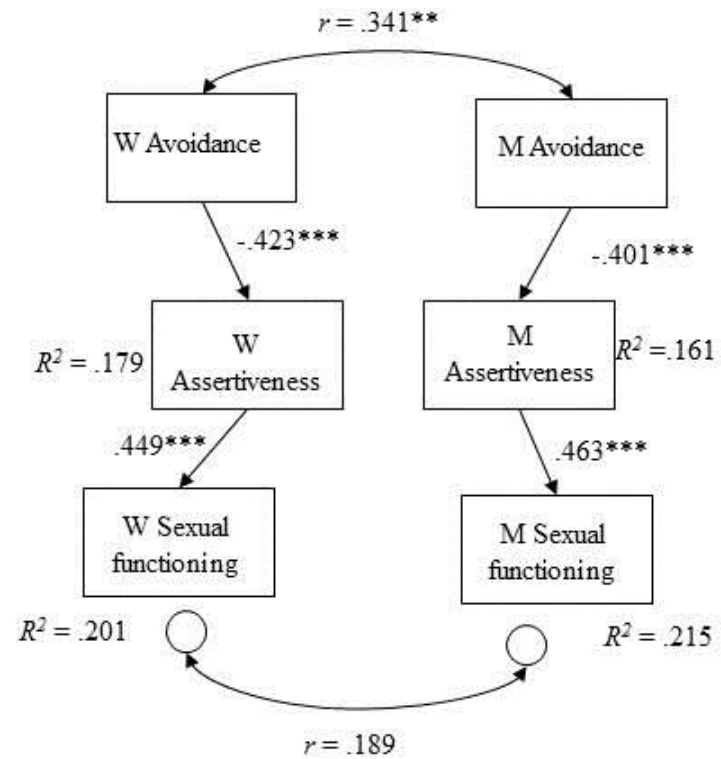 r = .341**
W Avoidance
M Avoidance
-.423***
-.401***
W
Assertiveness
R² = .179
M
Assertiveness
R² =.161
.449***
.463***
W Sexual
functioning
M Sexual
functioning
R² = .201
R² = .215
r = .189